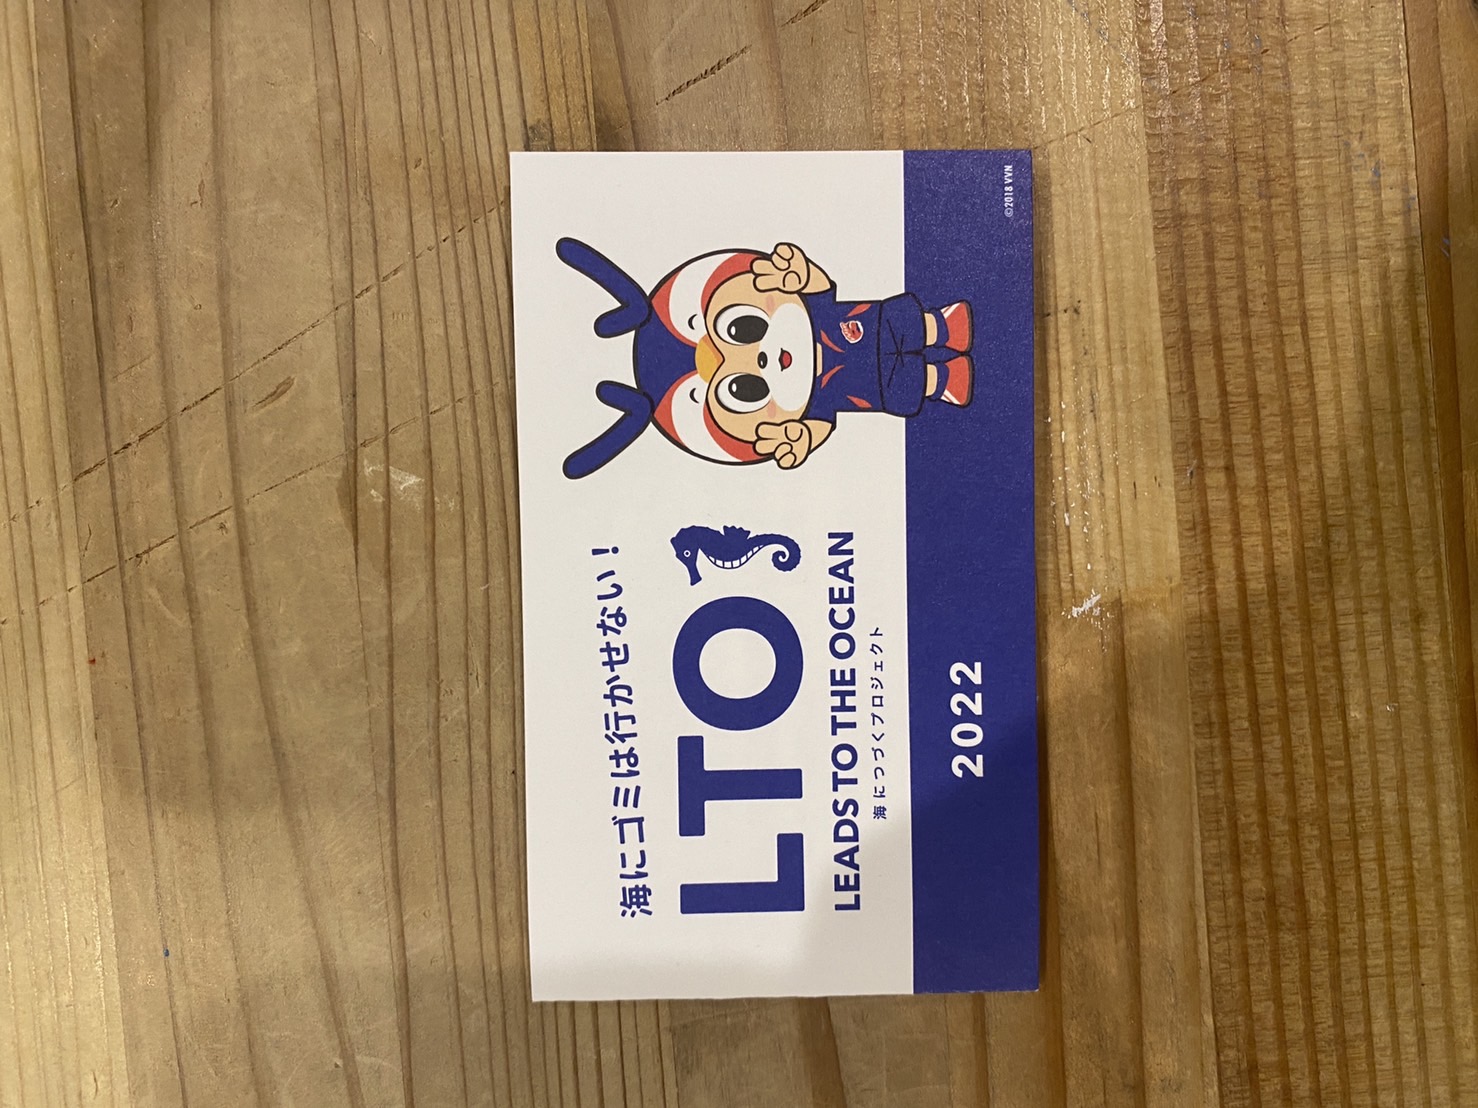 海にゴミは行かせない！
LTO
LEADS TO THE OCEAN
海につづくプロジェクト
2022
©2018 VVN